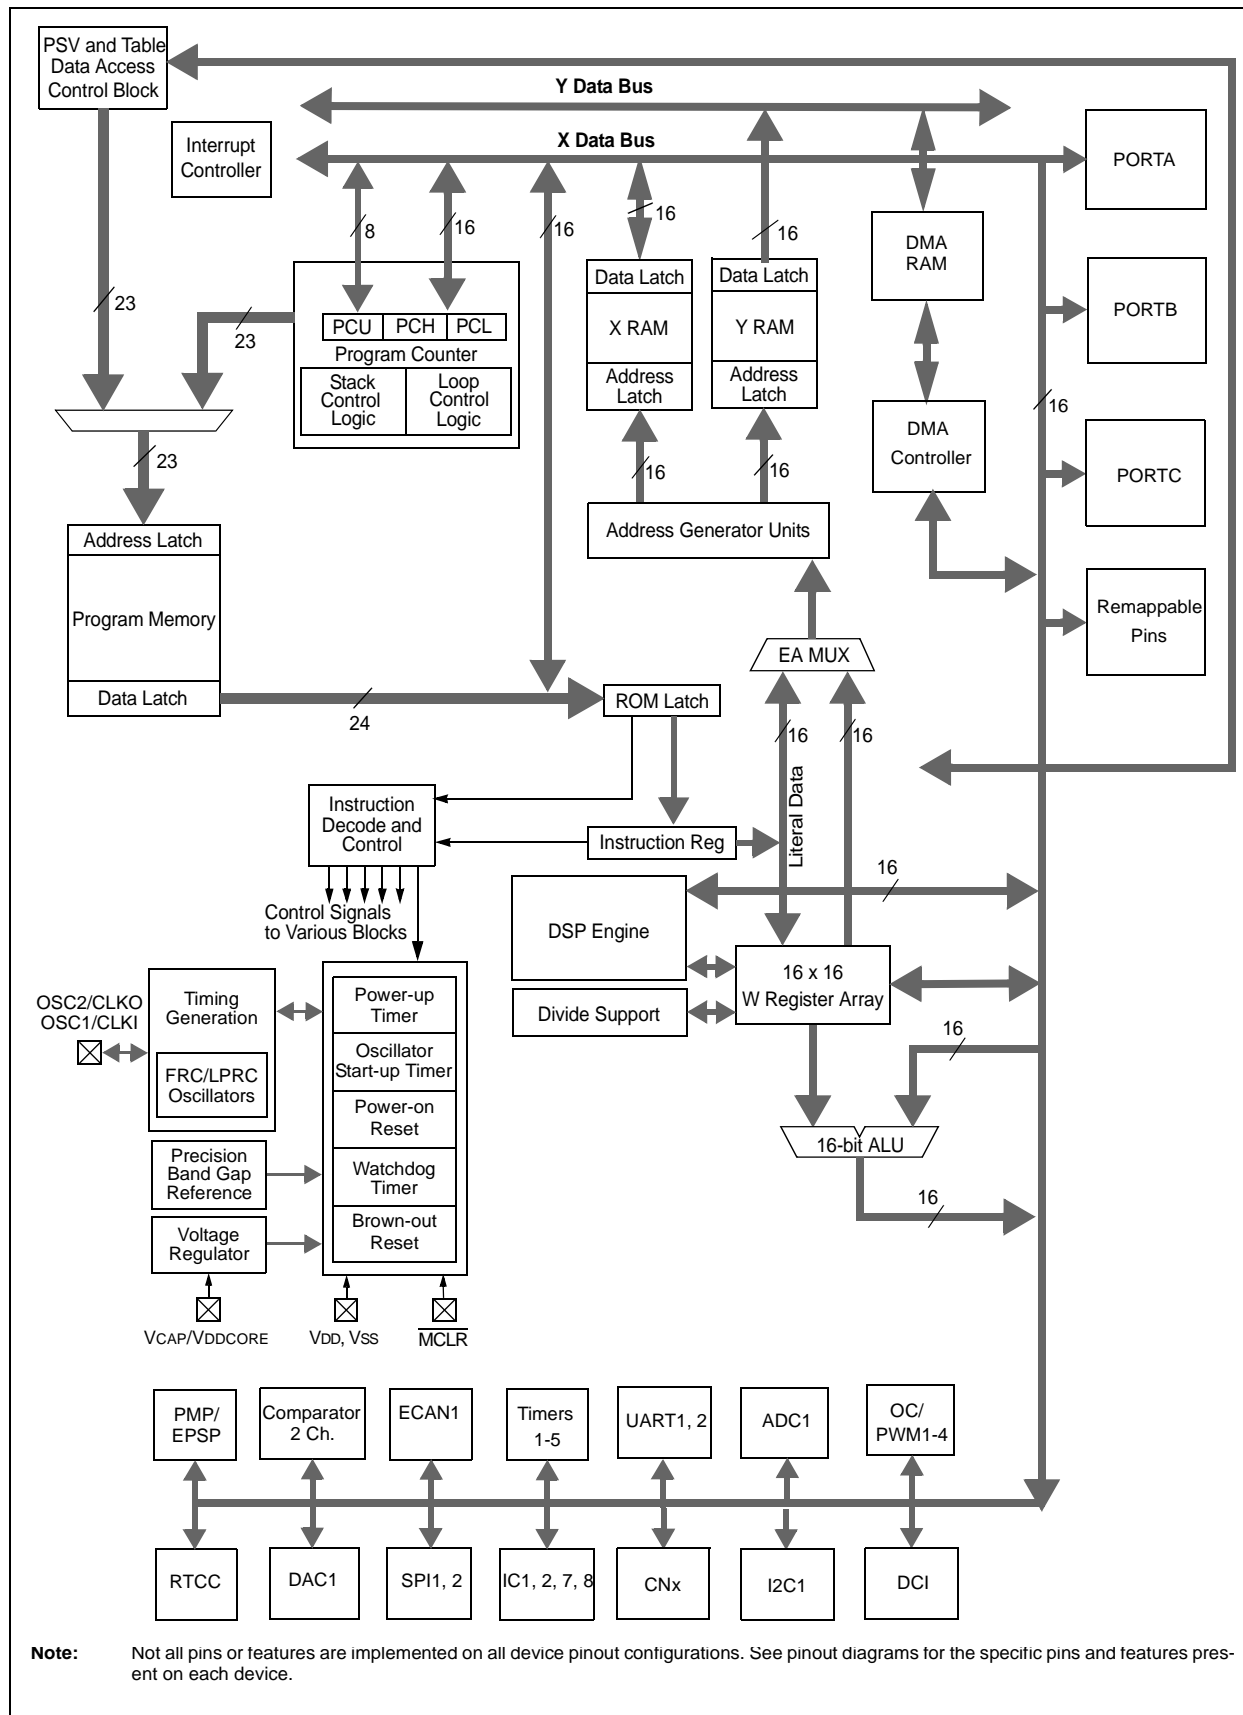 PSV and Table
Data Access
Control Block
Y Data Bus
Interrupt
Controller
X Data Bus
PORTA
8
16
16
16
16
DMA
RAM
23
23
Data Latch
X RAM
Address
Latch
Data Latch
Y RAM
Address
Latch
PORTB
PCU
PCH
PCL
Program Counter
Stack
Control
Logic
Loop
Control
Logic
16
DMA
Controller
23
16
16
PORTC
Address Latch
Program Memory
Data Latch
Address Generator Units
Remappable
Pins
EA MUX
24
ROM Latch
16
16
Literal Data
Instruction
Decode and
Control
Instruction Reg
Control Signals
to Various Blocks
16
DSP Engine
16 x 16
W Register Array
Divide Support
OSC2/CLKO
OSC1/CLKI
Timing
Generation
FRC/LPRC
Oscillators
Power-up
Timer
Oscillator
Start-up Timer
Power-on
Reset
Watchdog
Timer
Brown-out
Reset
Precision
Band Gap
Reference
Voltage
Regulator
16
16-bit ALU
16
VCAP/VDDCORE
VDD, VSS
MCLR
PMP/
EPSP
Comparator
2 Ch.
ECAN1
Timers
1-5
UART1, 2
ADC1
OC/
PWM1-4
RTCC
DAC1
SPI1, 2
IC1, 2, 7, 8
CNx
I2C1
DCI
Note: Not all pins or features are implemented on all device pinout configurations. See pinout diagrams for the specific pins and features pres-
ent on each device.